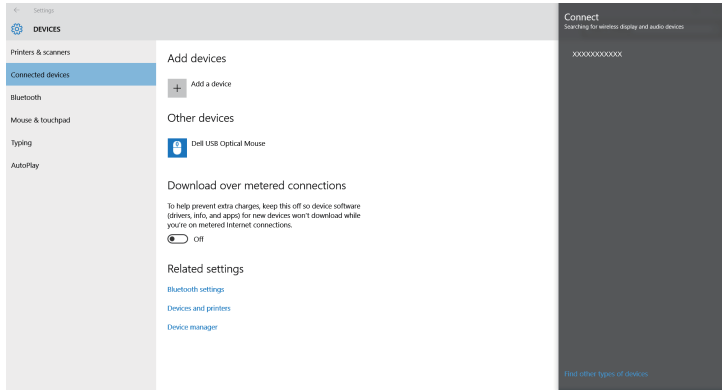 Settings
DEVICES
Printers & scanners
Connected devices
Bluetooth
Mouse & touchpad
Typing
AutoPlay
Add devices
Add a device
Other devices
Dell USB Optical Mouse
Download over metered connections
To help prevent extra charges, keep this off so device software
(drivers, info, and apps) for new devices won't download while
you're on metered Internet connections.
Off
Related settings
Bluetooth settings
Devices and printers
Device manager
Connect
Searching for wireless display and audio devices
XXXXXXXXXXX
Find other types of devices